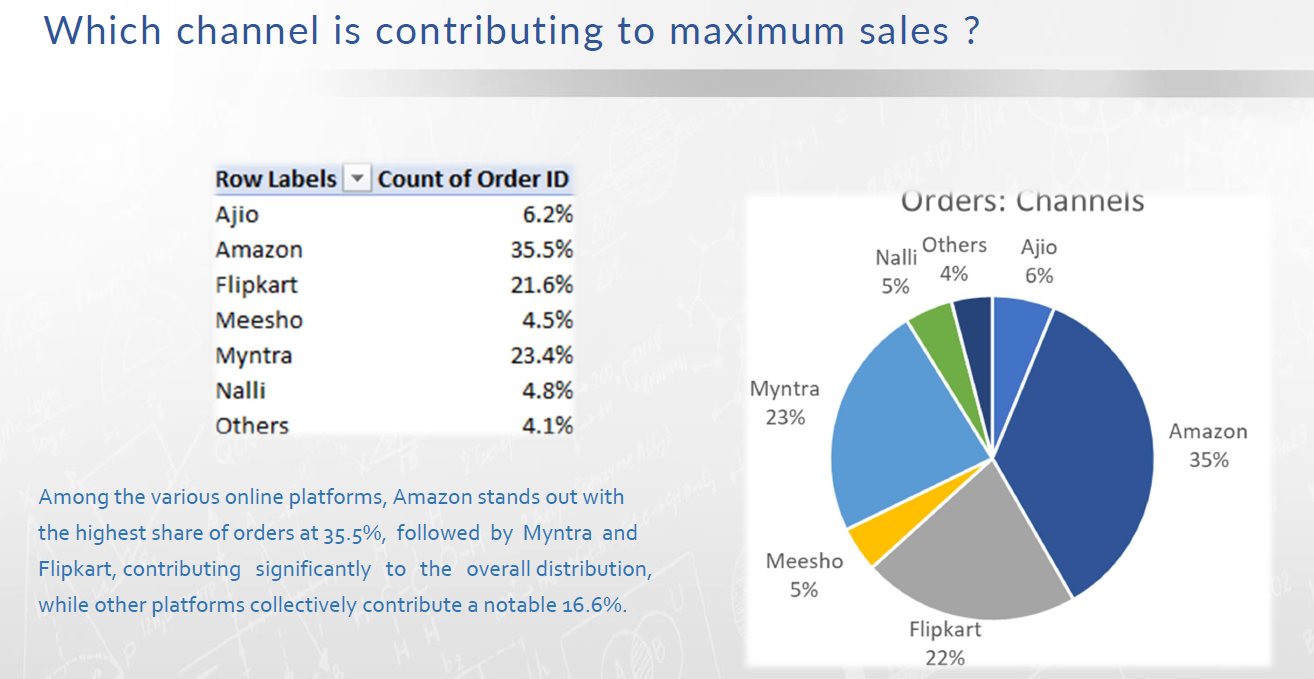 Which channel is contributing to maximum sales ?
Row Labels Count of Order ID
Ajio 6.2%
Amazon 35.5%
Flipkart 21.6%
Meesho 4.5%
Myntra 23.4%
Nalli 4.8%
Others 4.1%
Among the various online platforms, Amazon stands out with
the highest share of orders at 35.5%, followed by Myntra and
Flipkart, contributing significantly to the overall distribution,
while other platforms collectively contribute a notable 16.6%.
Orders: Channels
Nalli
5%
Others
4%
Ajio
6%
Myntra
23%
Amazon
35%
Meesho
5%
Flipkart
22%